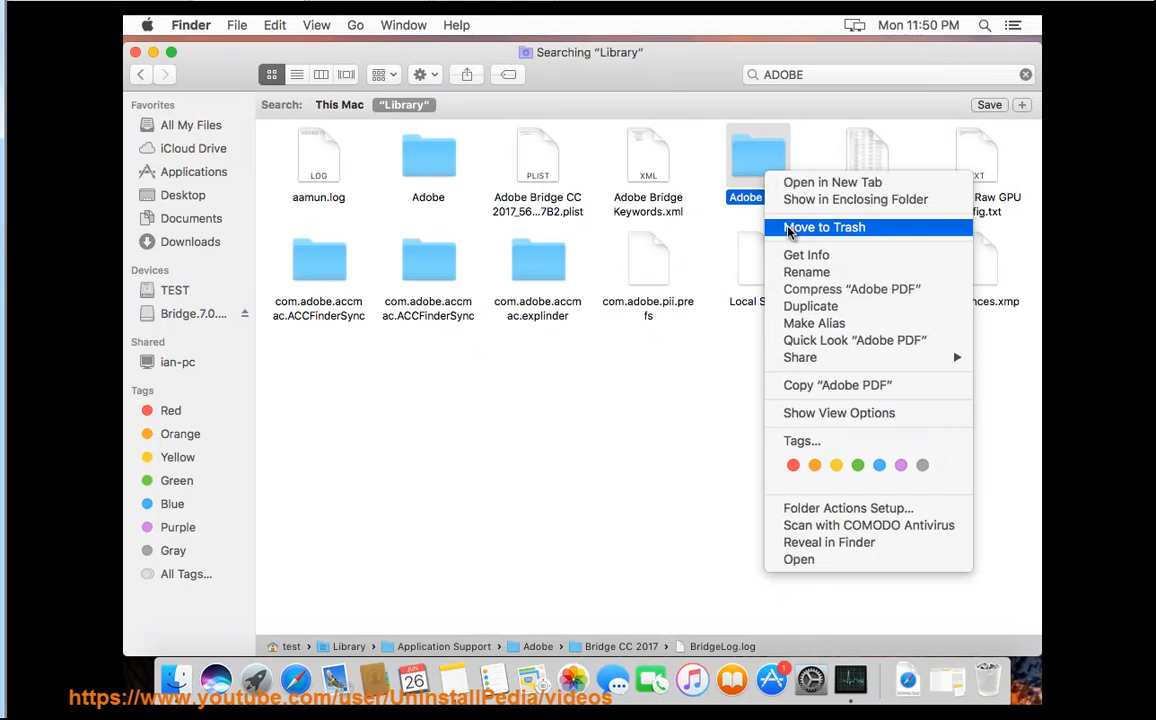 Finder File Edit View Go Window Help Mon 11:50 PM
Searching “Library”
ADOBE
Search: This Mac “Library” Save +
Favorites
All My Files
iCloud Drive
Applications
Desktop
Documents
Downloads
Devices
TEST
Bridge.7.0....
Shared
ian-pc
Tags
Red
Orange
Yellow
Green
Blue
Purple
Gray
All Tags...
LOG
aamun.log
Adobe
PLIST
Adobe Bridge CC
2017_56...7B2.plist
XML
Adobe Bridge
Keywords.xml
Adobe
Raw GPU
fig.txt
com.adobe.accm
ac.ACCFinderSync
com.adobe.accm
ac.ACCFinderSync
com.adobe.acc
ac.explinder
com.adobe.pii.pre
fs
Local S
nces.xmp
Open in New Tab
Show in Enclosing Folder
Move to Trash
Get Info
Rename
Compress “Adobe PDF”
Duplicate
Make Alias
Quick Look “Adobe PDF”
Share
Copy “Adobe PDF”
Show View Options
Tags...
Folder Actions Setup...
Scan with COMODO Antivirus
Reveal in Finder
Open
test Library Application Support Adobe Bridge CC 2017 BridgeLog.log
JUN
26
1
DOWNLOAD
https://www.youtube.com/user/UninstallPedia/videos